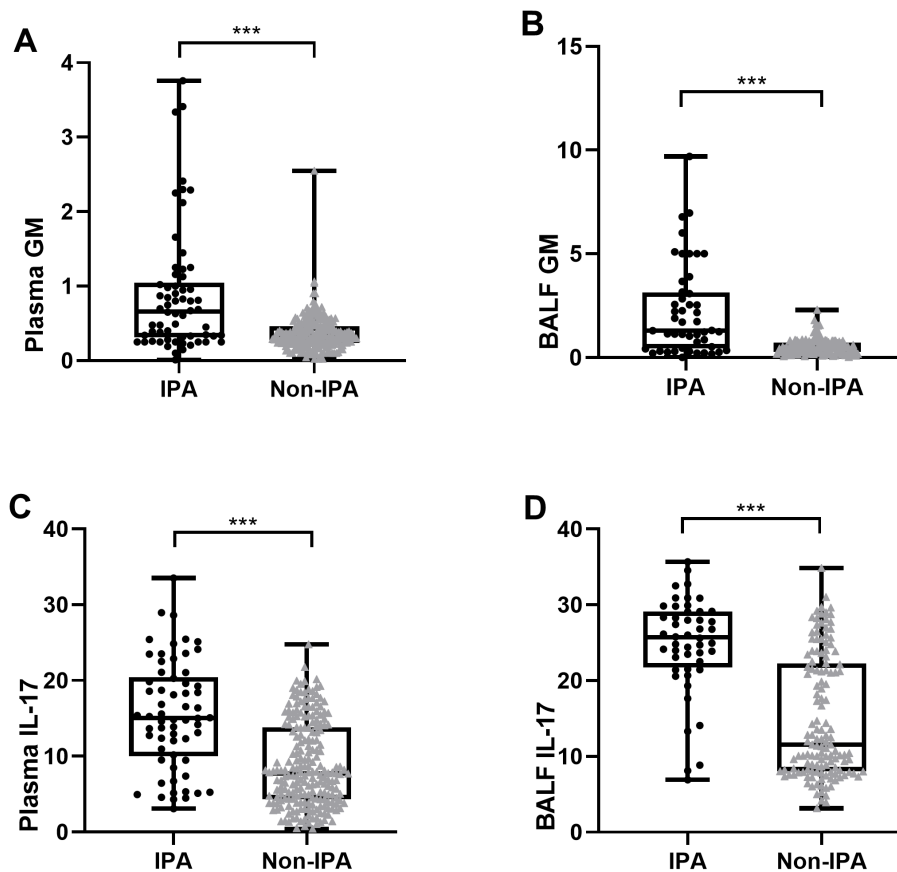 A
***
Plasma GM
4
3
2
1
0
IPA
Non-IPA
B
***
BALF GM
15
10
5
0
IPA
Non-IPA
C
***
Plasma IL-17
40
30
20
10
0
IPA
Non-IPA
D
***
BALF IL-17
40
30
20
10
0
IPA
Non-IPA